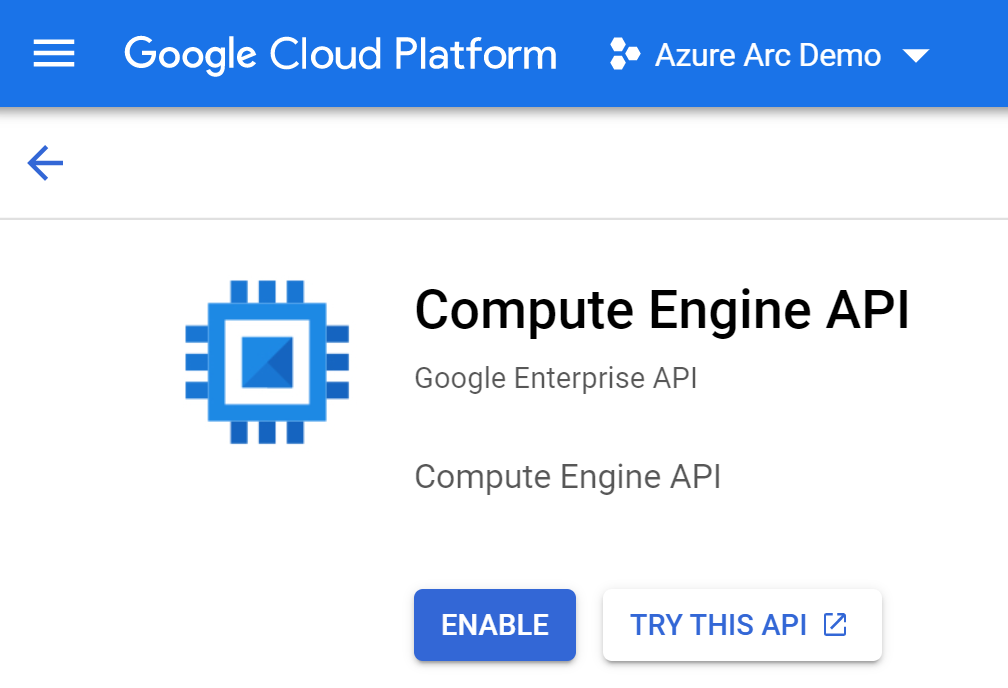 Google Cloud Platform Azure Arc Demo
Compute Engine API
Google Enterprise API
Compute Engine API
ENABLE TRY THIS API